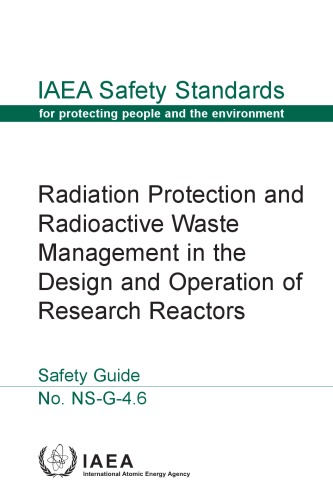 IAEA Safety Standards
for protecting people and the environment
Radiation Protection and
Radioactive Waste
Management in the
Design and Operation of
Research Reactors
Safety Guide
No. NS-G-4.6
IAEA
International Atomic Energy Agency